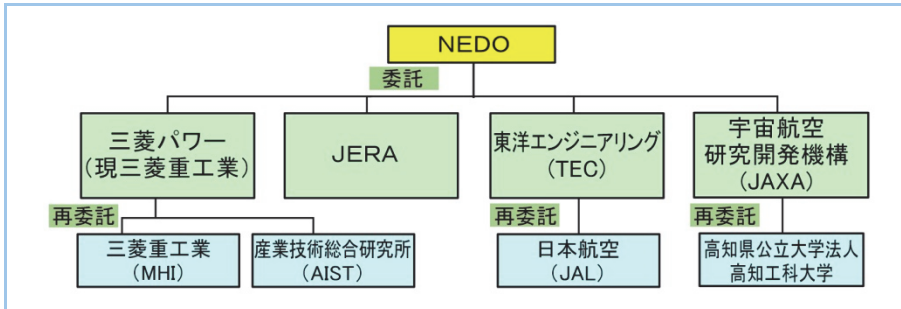 NEDO
委託
三菱パワー
(現三菱重工業)
JERA
東洋エンジニアリング
(TEC)
宇宙航空
研究開発機構
(JAXA)
再委託
再委託
再委託
三菱重工業
(MHI)
産業技術総合研究所
(AIST)
日本航空
(JAL)
高知県公立大学法人
高知工科大学